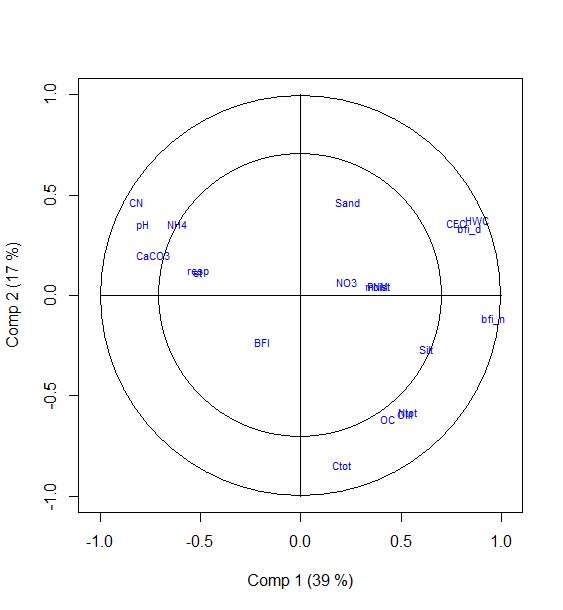 1.0
CN
Sand
HWC
CEC
bfi_d
pH
NH4
0.5
CaCO3
resp
NO3
0.0
bfi_n
Comp 2 (17 %)
BFI
Silt
-0.5
Ntot
OC
Ctot
-1.0
-1.0 -0.5 0.0 0.5 1.0
Comp 1 (39 %)